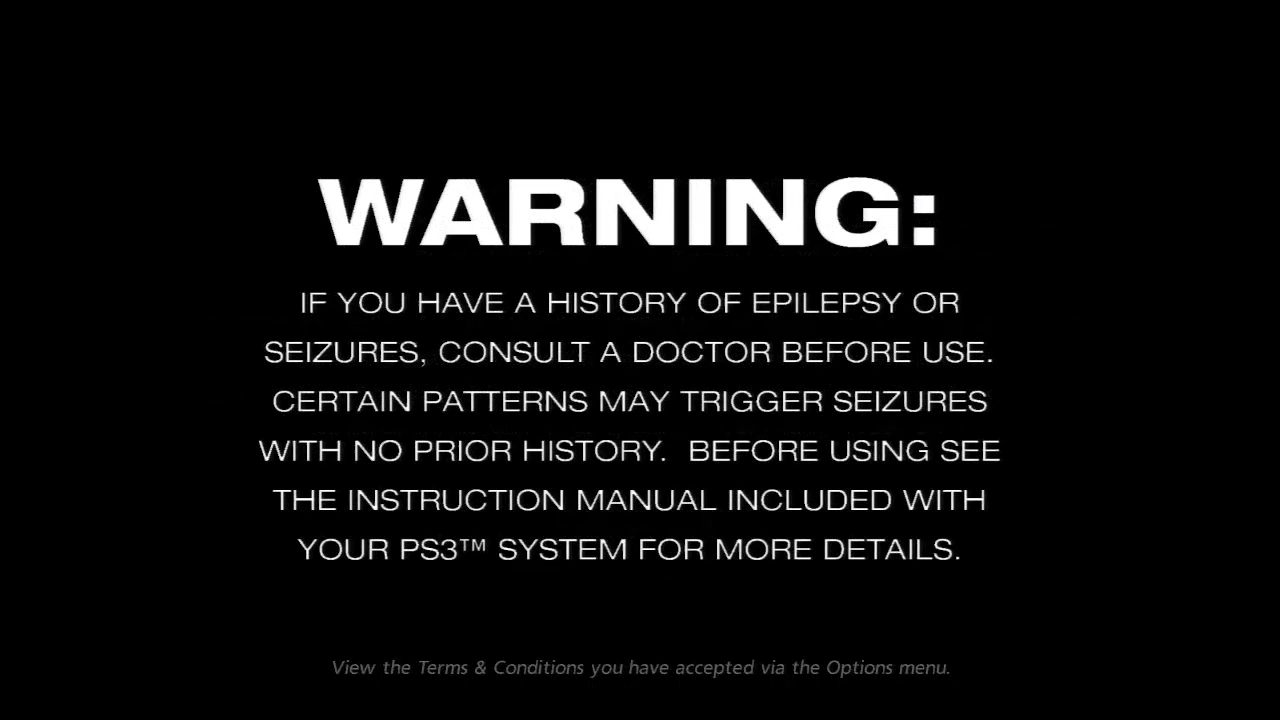 WARNING:
IF YOU HAVE A HISTORY OF EPILEPSY OR
SEIZURES, CONSULT A DOCTOR BEFORE USE.
CERTAIN PATTERNS MAY TRIGGER SEIZURES
WITH NO PRIOR HISTORY.  BEFORE USING SEE
THE INSTRUCTION MANUAL INCLUDED WITH
YOUR PS3™ SYSTEM FOR MORE DETAILS.
View the Terms & Conditions you have accepted via the Options menu.